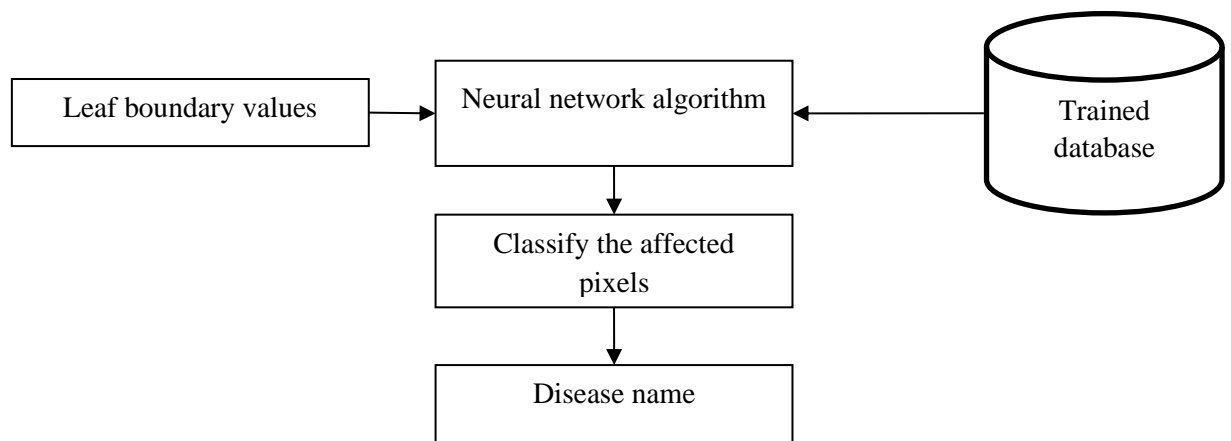 Leaf boundary values
Neural network algorithm
Trained
database
Classify the affected
pixels
Disease name